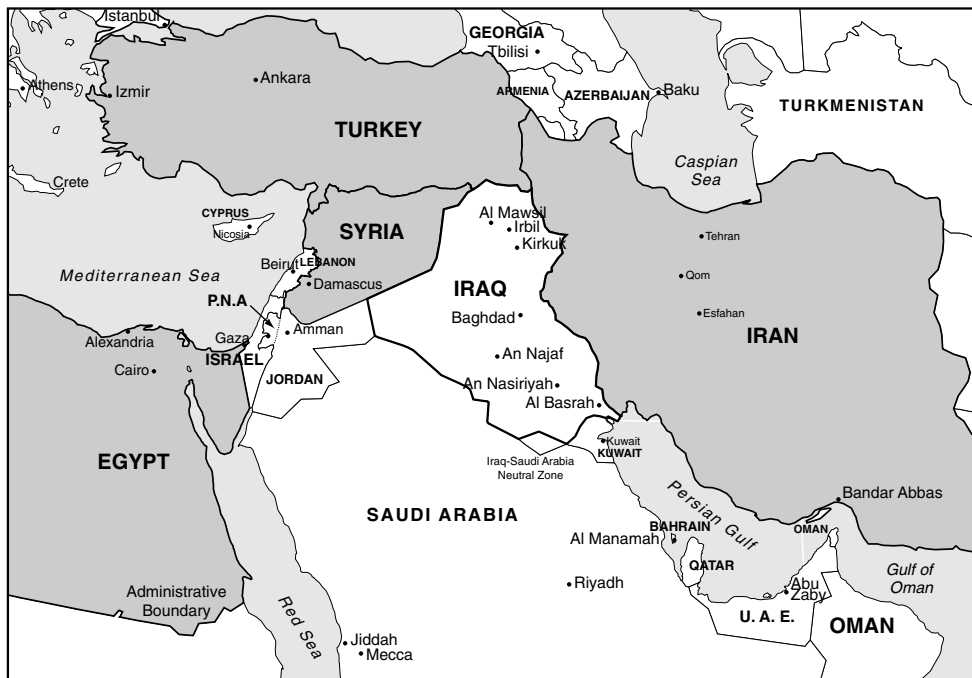 Istanbul
GEORGIA
Tbilisi
Athens
Izmir
Ankara
ARMENIA
AZERBAIJAN
Baku
TURKMENISTAN
TURKEY
Caspian
Sea
Crete
CYPRUS
Nicosia
SYRIA
Al Mawsil
Irbil
Kirkuk
Tehran
Mediterranean Sea
Beirut
LEBANON
Damascus
IRAQ
Qom
P.N.A
Baghdad
Esfahan
Alexandria
Gaza
Amman
IRAN
ISRAEL
Cairo
JORDAN
An Najaf
An Nasiriyah
Al Basrah
Kuwait
KUWAIT
EGYPT
Iraq-Saudi Arabia
Neutral Zone
Persian Gulf
Bandar Abbas
SAUDI ARABIA
BAHRAIN
OMAN
Al Manamah
QATAR
Gulf of
Oman
Administrative
Boundary
Riyadh
Abu
Zaby
Red Sea
U. A. E.
OMAN
Jiddah
Mecca